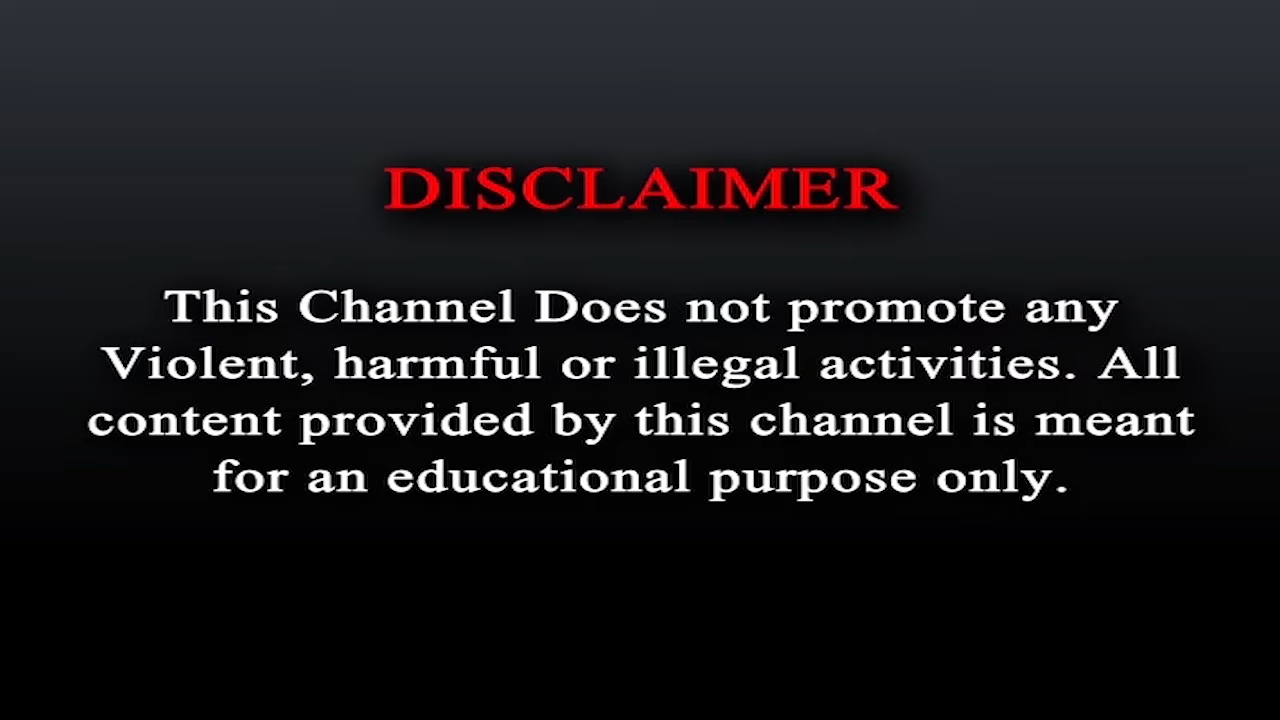 DISCLAIMER
This Channel Does not promote any
Violent, harmful or illegal activities. All
content provided by this channel is meant
for an educational purpose only.